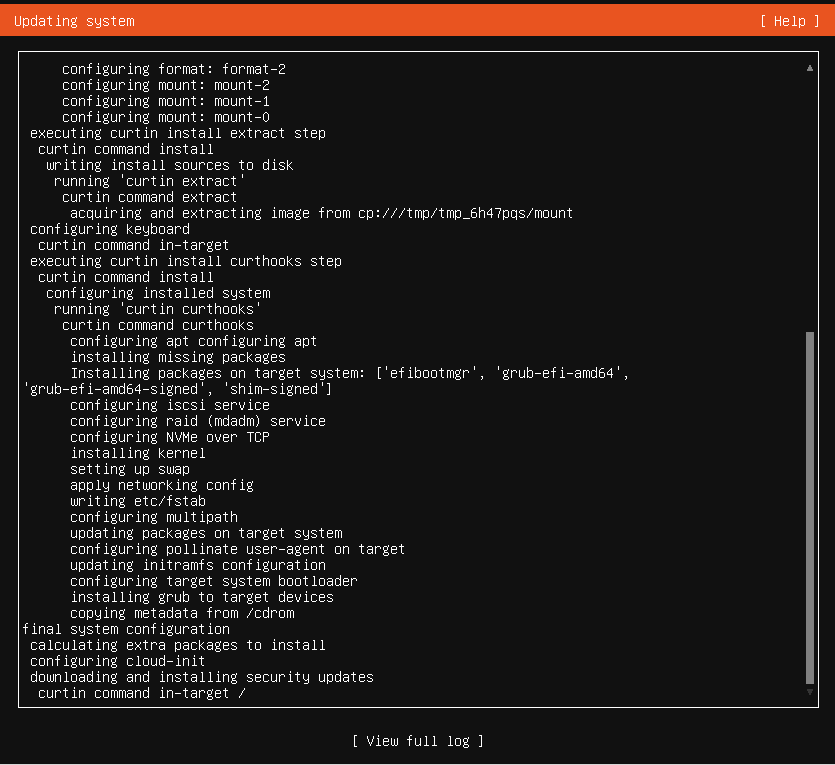 Updating system [ Help ]
configuring format: format-2
configuring mount: mount-2
configuring mount: mount-1
configuring mount: mount-0
executing curtin install extract step
curtin command install
writing install sources to disk
running 'curtin extract'
curtin command extract
acquiring and extracting image from cp:///tmp/tmp_6h47pqs/mount
configuring keyboard
curtin command in-target
executing curtin install curthooks step
curtin command install
configuring installed system
running 'curtin curthooks'
curtin command curthooks
configuring apt configuring apt
installing missing packages
Installing packages on target system: ['efibootmgr', 'grub-efi-amd64',
'grub-efi-amd64-signed', 'shim-signed']
configuring iscsi service
configuring raid (mdadm) service
configuring NVMe over TCP
installing kernel
setting up swap
apply networking config
writing etc/fstab
configuring multipath
updating packages on target system
configuring pollinate user-agent on target
updating initramfs configuration
configuring target system bootloader
installing grub to target devices
copying metadata from /cdrom
final system configuration
calculating extra packages to install
configuring cloud-init
downloading and installing security updates
curtin command in-target /
[ View full log ]